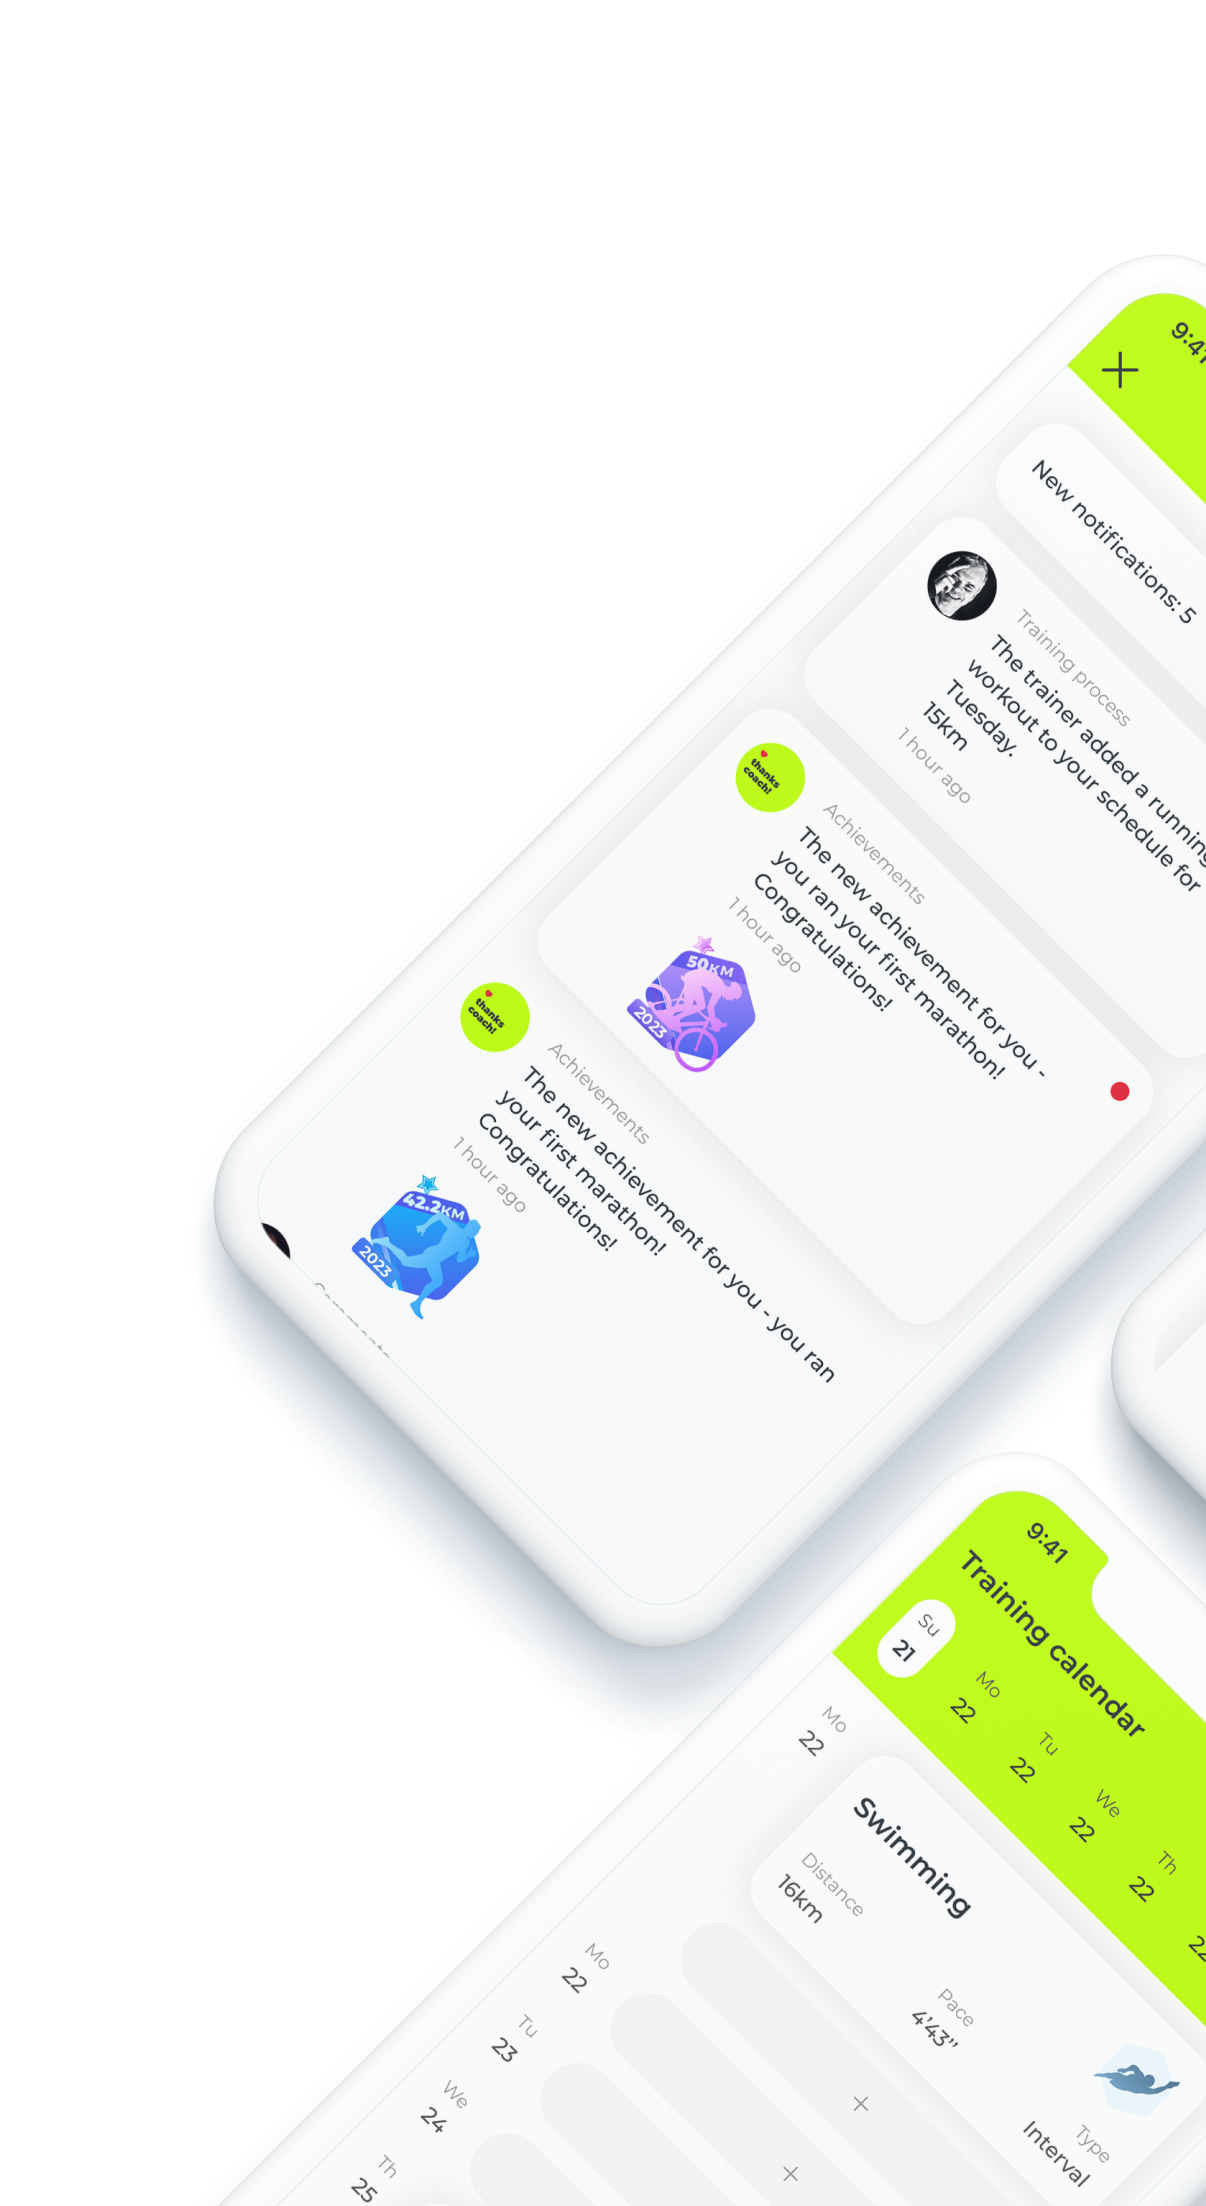 9:41
New notifications: 5
Training process
The trainer added a running
workout to your schedule for
Tuesday.
15km
1 hour ago
thanks
coach!
Achievements
The new achievement for you -
you ran your first marathon!
Congratulations!
1 hour ago
50KM
2023
thanks
coach!
Achievements
The new achievement for you - you ran
your first marathon!
Congratulations!
1 hour ago
42.2KM
2023
9:41
Training calendar
Su
21
Mo
22
Tu
22
We
22
Th
22
22
Mo
22
Swimming
Distance
16km
Pace
4'43"
Type
Interval
Mo
22
Tu
23
We
24
Th
25